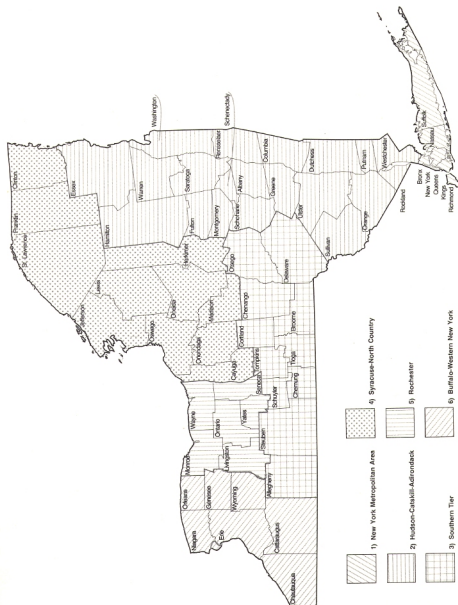 Clinton
Franklin
St. Lawrence
Essex
Jefferson
Lewis
Hamilton
Warren
Washington
Herkimer
Oswego
Oneida
Fulton
Saratoga
Montgomery
Schenectady
Rensselaer
Albany
Schoharie
Otsego
Madison
Onondaga
Cayuga
Wayne
Monroe
Orleans
Niagara
Genesee
Erie
Wyoming
Livingston
Ontario
Yates
Seneca
Cortland
Chenango
Tompkins
Schuyler
Steuben
Allegheny
Cattaraugus
Chautauqua
Chemung
Tioga
Broome
Delaware
Greene
Columbia
Ulster
Dutchess
Sullivan
Orange
Putnam
Westchester
Rockland
Bronx
New York
Queens
Kings
Richmond
Nassau
Suffolk
1) New York Metropolitan Area
2) Hudson-Catskill-Adirondack
3) Southern Tier
4) Syracuse-North Country
5) Rochester
6) Buffalo-Western New York